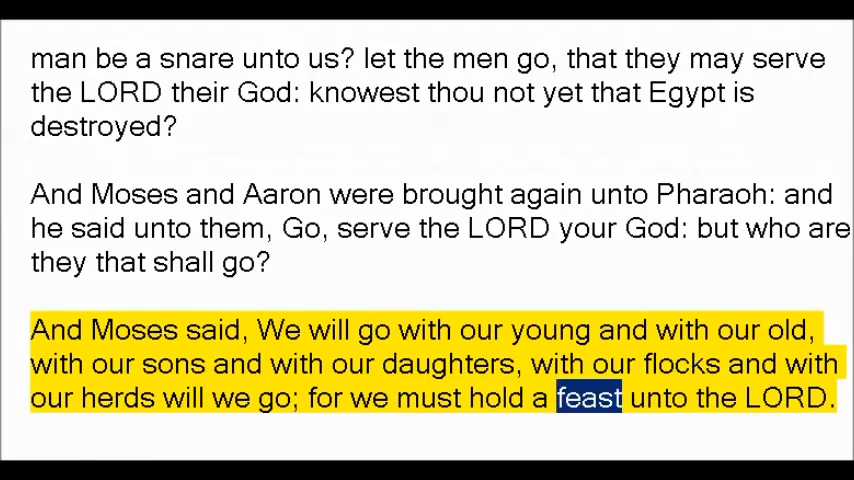 man be a snare unto us? let the men go, that they may serve
the LORD their God: knowest thou not yet that Egypt is
destroyed?
And Moses and Aaron were brought again unto Pharaoh: and
he said unto them, Go, serve the LORD your God: but who are
they that shall go?
And Moses said, We will go with our young and with our old,
with our sons and with our daughters, with our flocks and with
our herds will we go; for we must hold a feast unto the LORD.